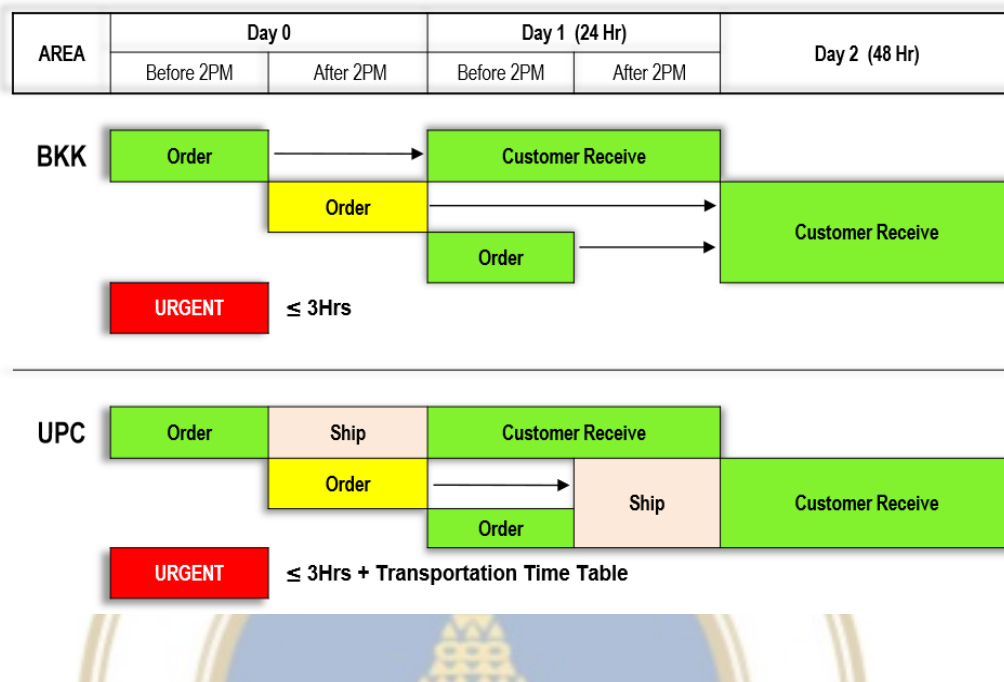 AREA
Day 0
Day 1 (24 Hr)
Day 2 (48 Hr)
Before 2PM
After 2PM
Before 2PM
After 2PM
BKK
Order
Customer Receive
Order
Customer Receive
Order
URGENT
≤ 3Hrs
UPC
Order
Ship
Customer Receive
Order
Ship
Customer Receive
Order
URGENT
≤ 3Hrs + Transportation Time Table